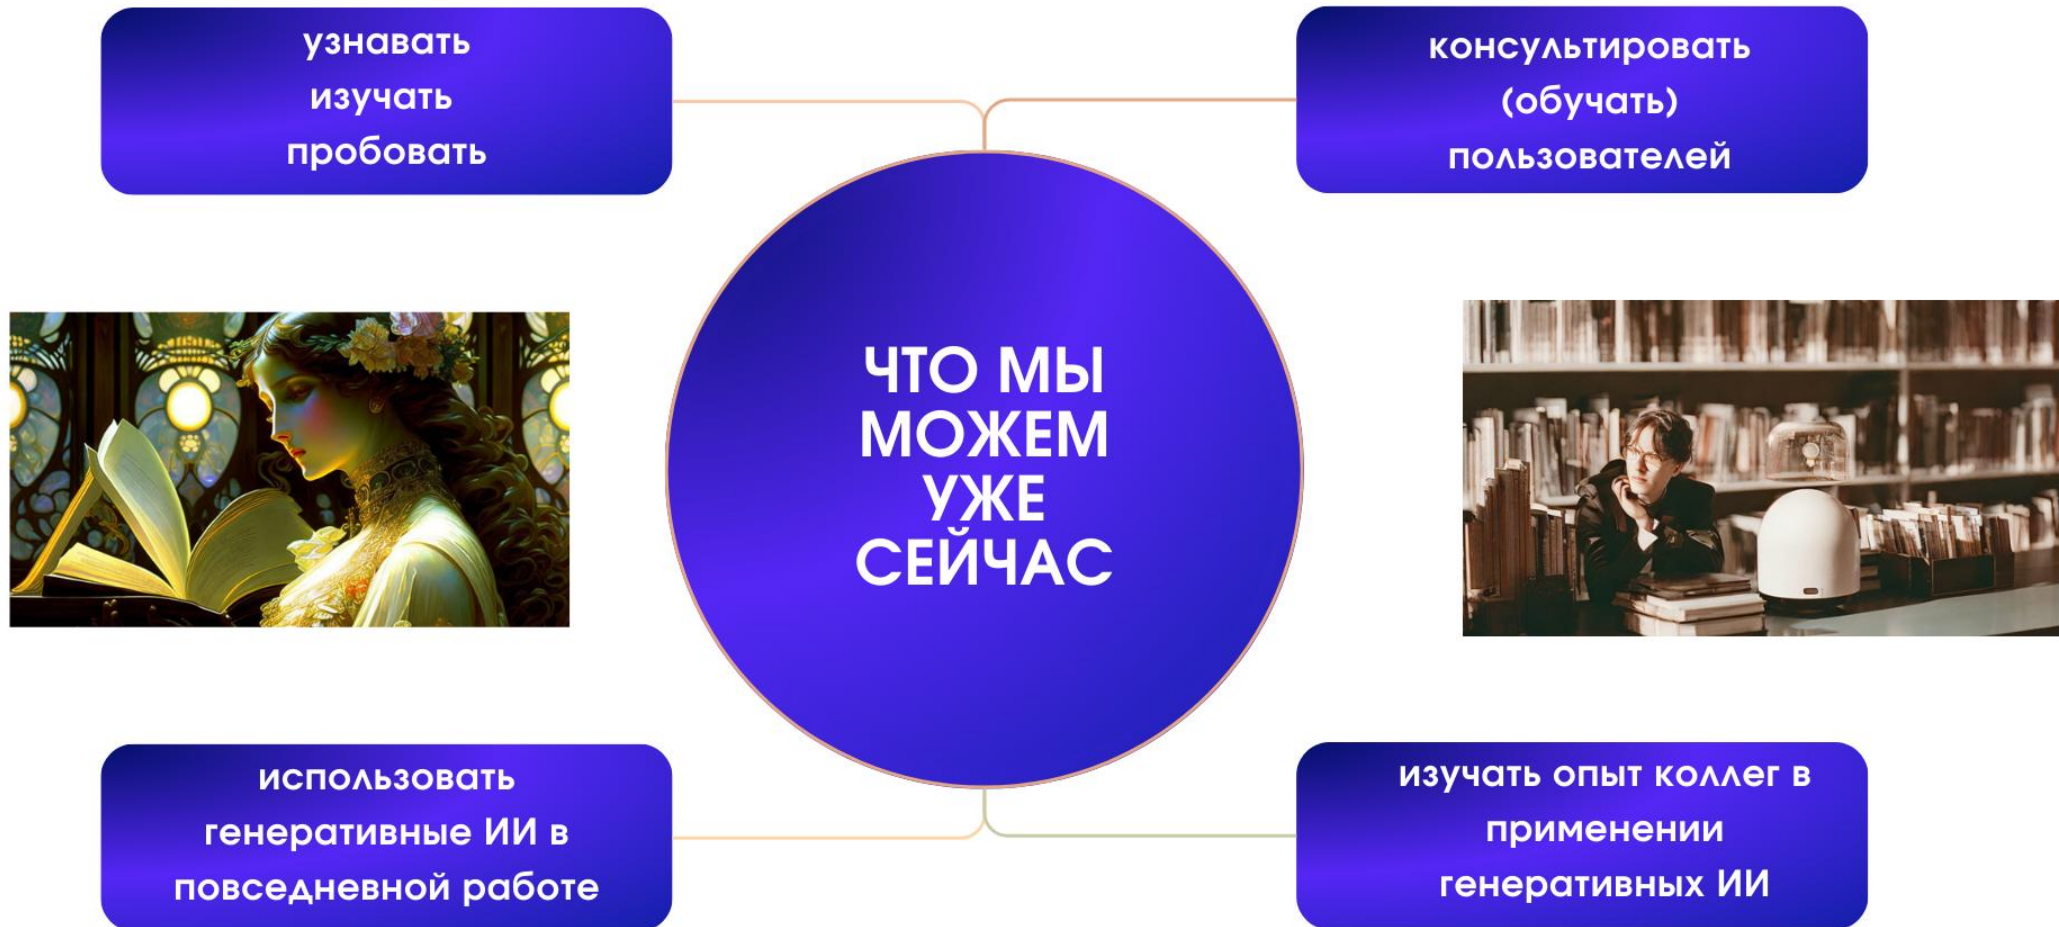 узнавать
изучать
пробовать
консультировать
(обучать)
пользователей
ЧТО МЫ
МОЖЕМ
УЖЕ
СЕЙЧАС
использовать
генеративные ИИ в
повседневной работе
изучать опыт коллег в
применении
генеративных ИИ